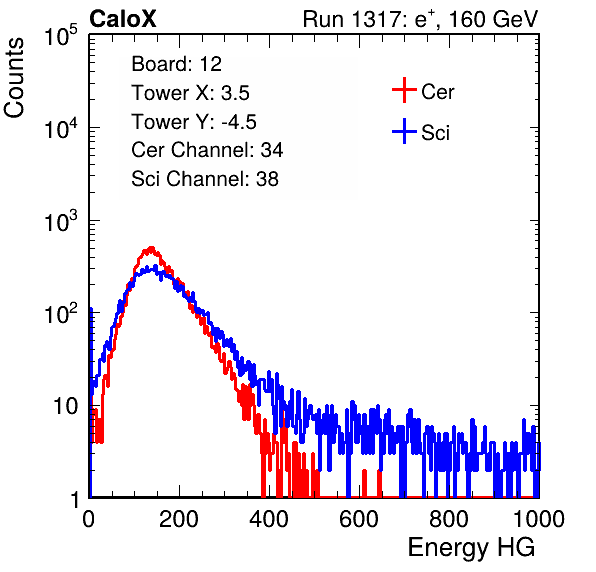 CaloX Run 1317: e⁺, 160 GeV
Counts
Board: 12
Tower X: 3.5
Tower Y: -4.5
Cer Channel: 34
Sci Channel: 38
Cer
Sci
10⁵
10⁴
10³
10²
10
1
0 200 400 600 800 1000
Energy HG